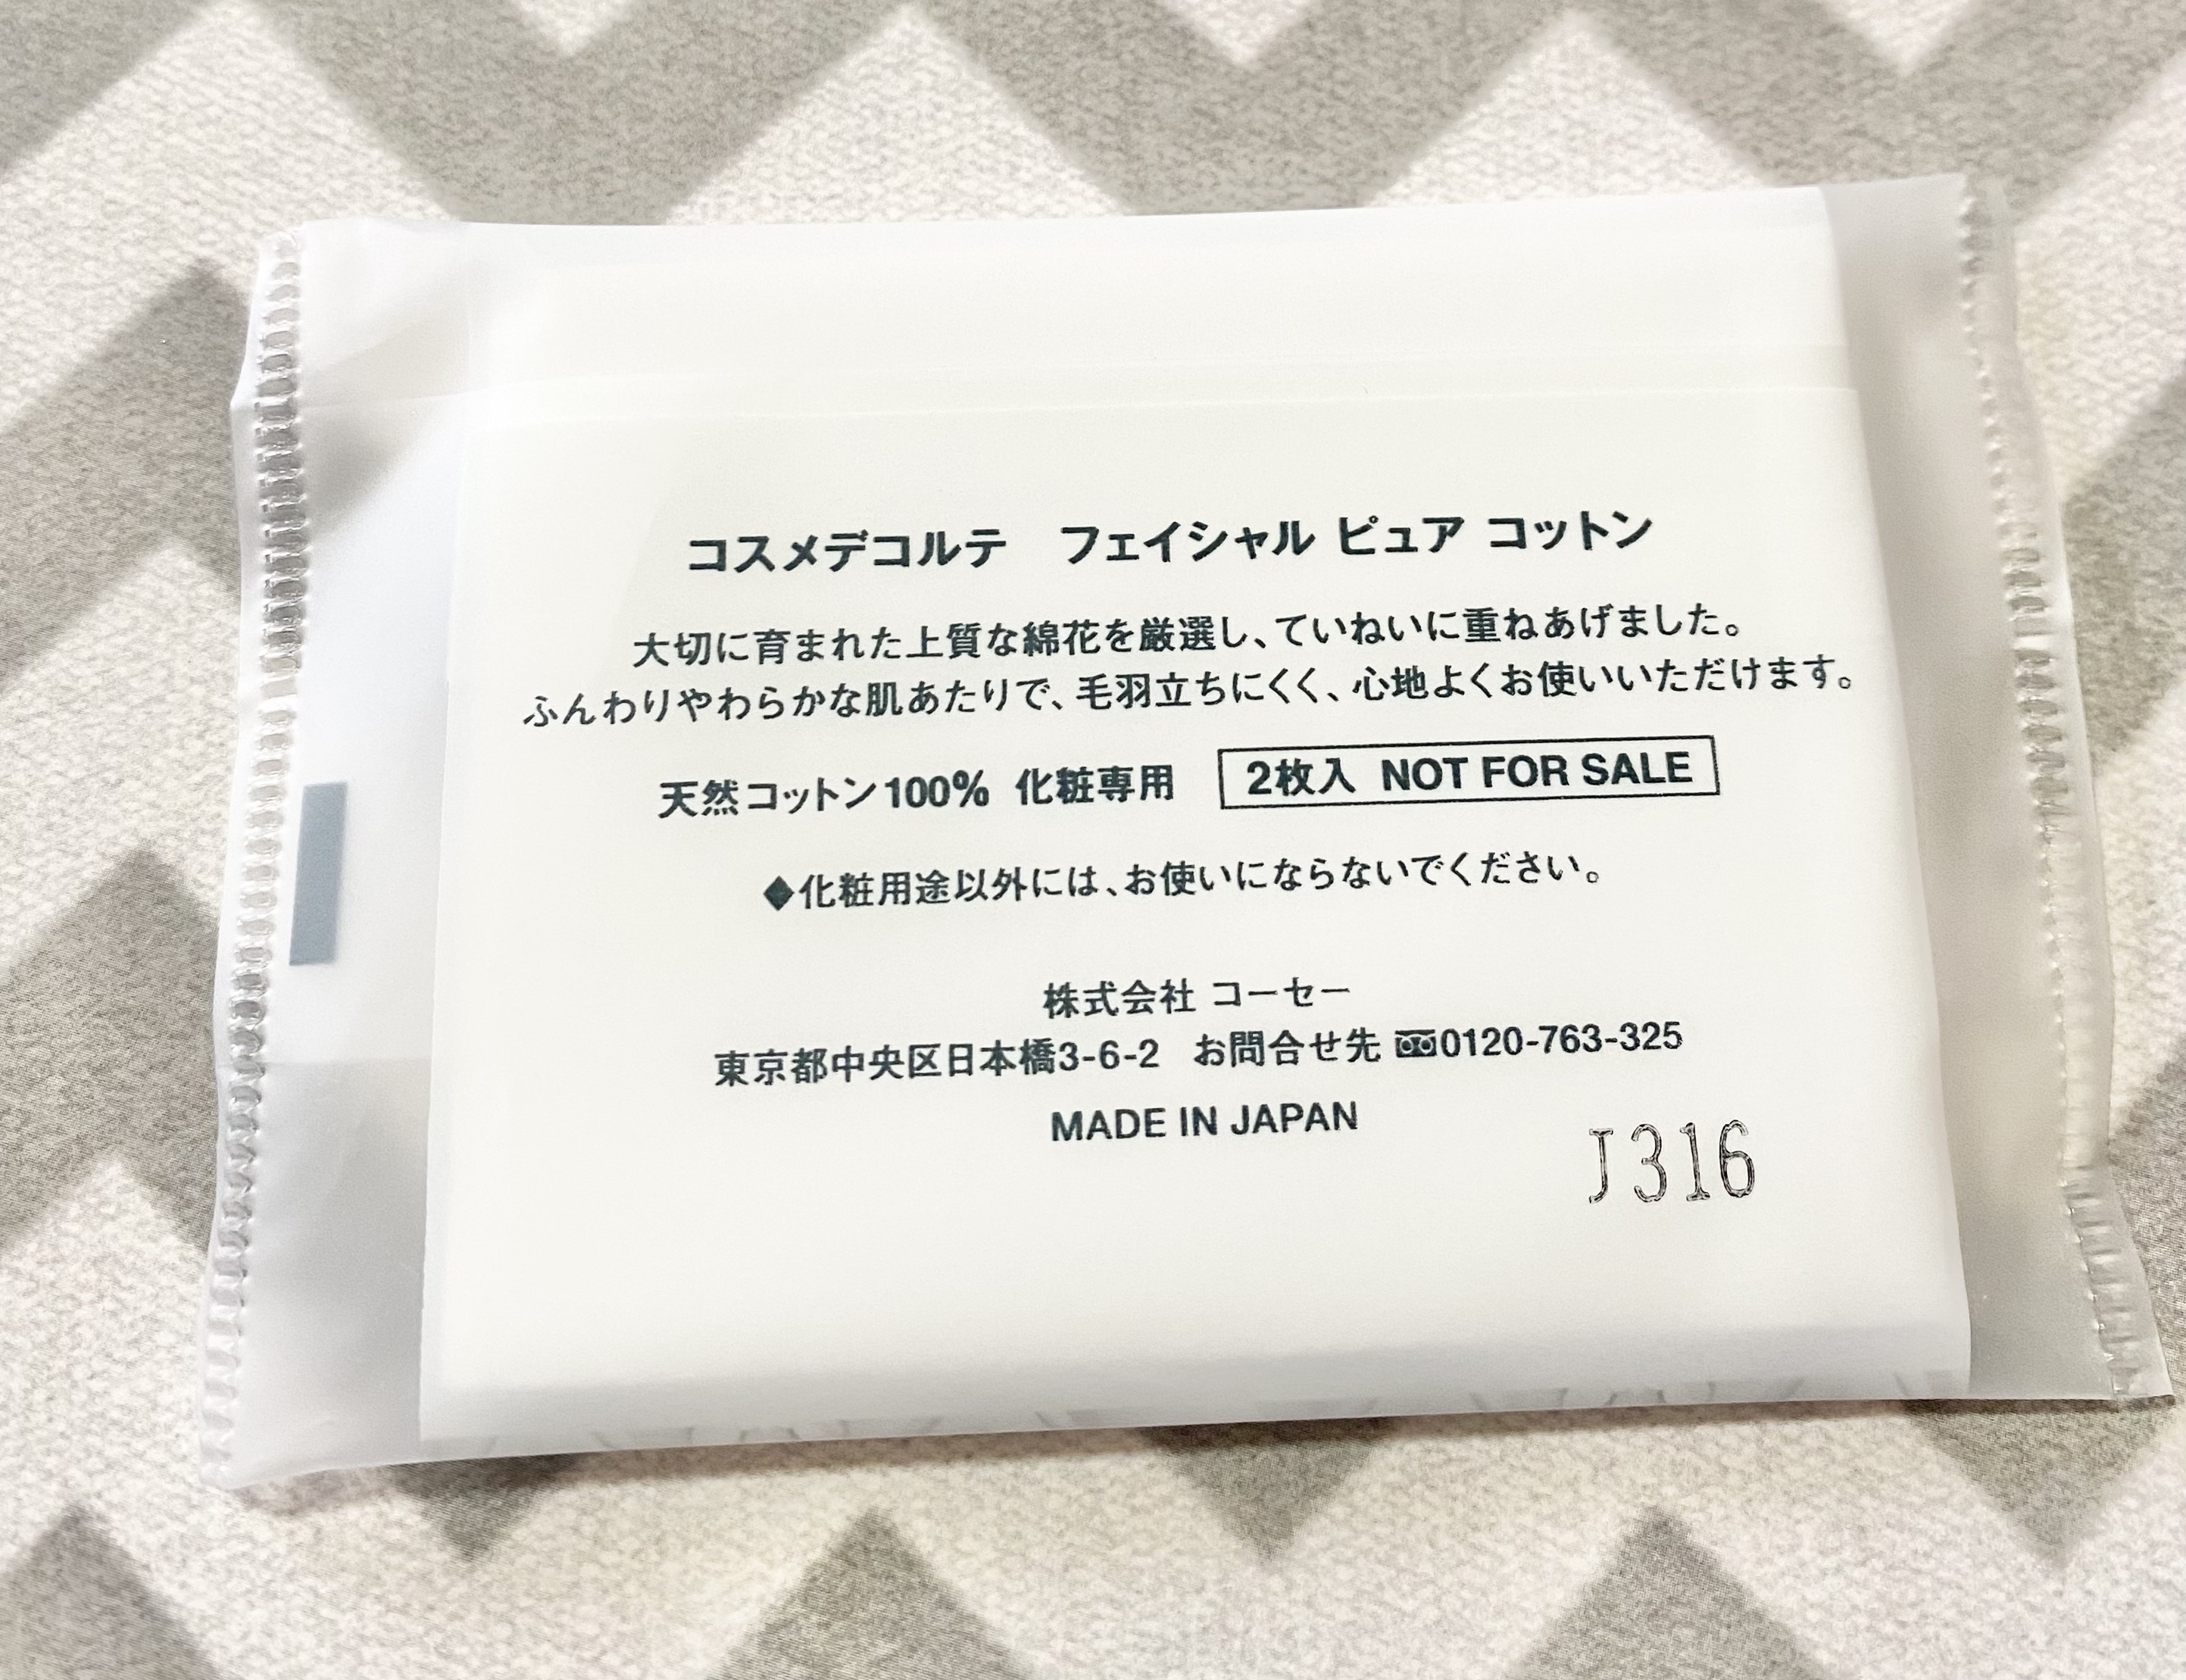 コスメデコルテ　フェイシャル ピュア コットン
大切に育まれた上質な綿花を厳選し、ていねいに重ねあげました。
ふんわりやわらかな肌あたりで、毛羽立ちにくく、心地よくお使いいただけます。
天然コットン100% 化粧専用 2枚入 NOT FOR SALE
◆化粧用途以外には、お使いにならないでください。
株式会社 コーセー
東京都中央区日本橋3-6-2 お問合せ先 0120-763-325
MADE IN JAPAN
J316